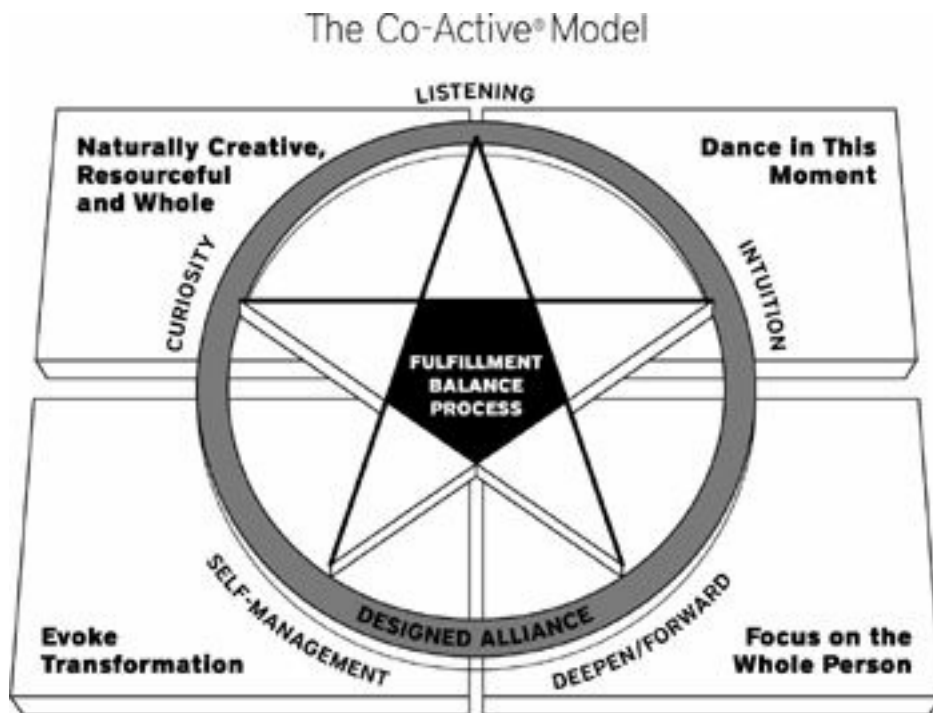 The Co-Active® Model
LISTENING
Naturally Creative,
Resourceful
and Whole
Dance in This
Moment
CURIOSITY
INTUITION
FULFILLMENT
BALANCE
PROCESS
SELF-MANAGEMENT
DESIGNED ALLIANCE
DEEPEN/FORWARD
Evoke
Transformation
Focus on the
Whole Person